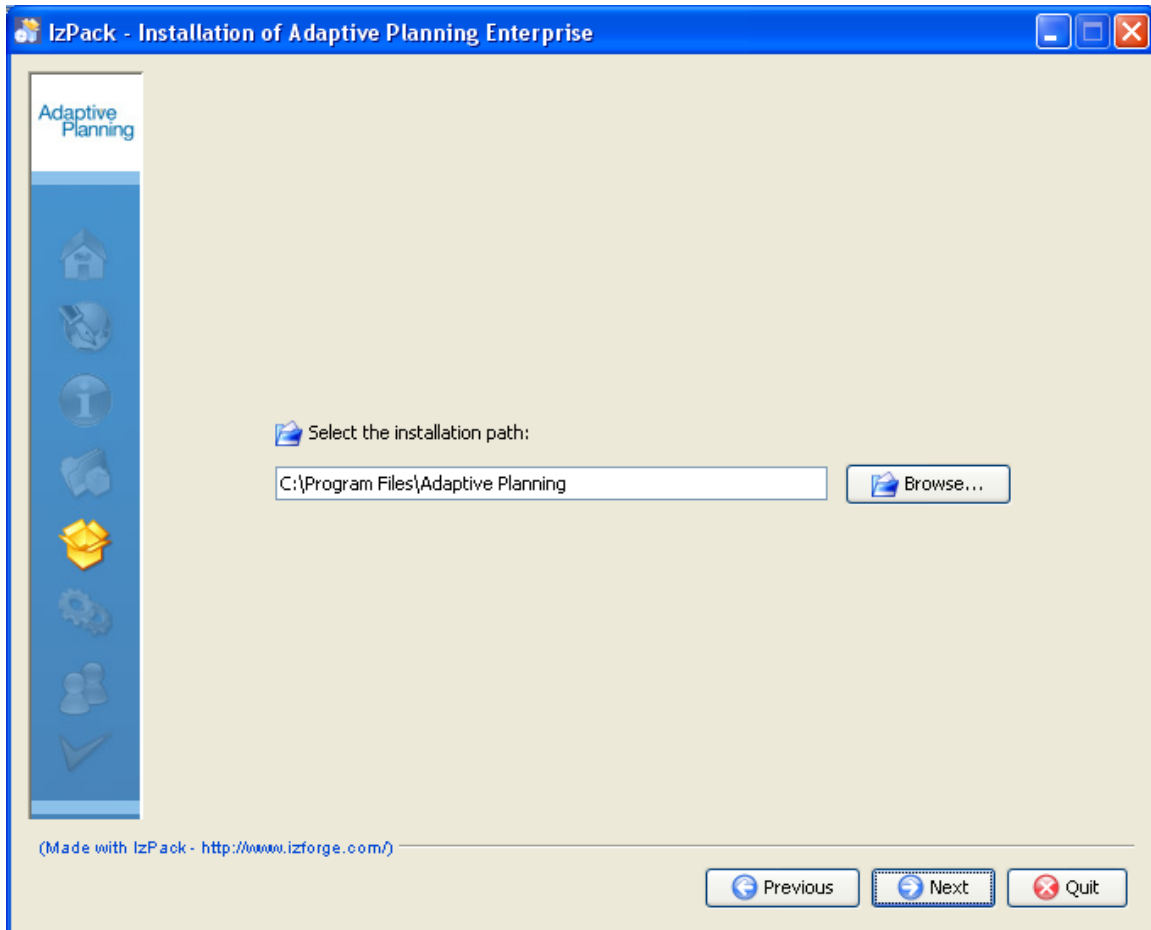 IzPack - Installation of Adaptive Planning Enterprise
Adaptive
Planning
Select the installation path:
C:\Program Files\Adaptive Planning
Browse...
(Made with IzPack - http://www.izforge.com/)
Previous
Next
Quit